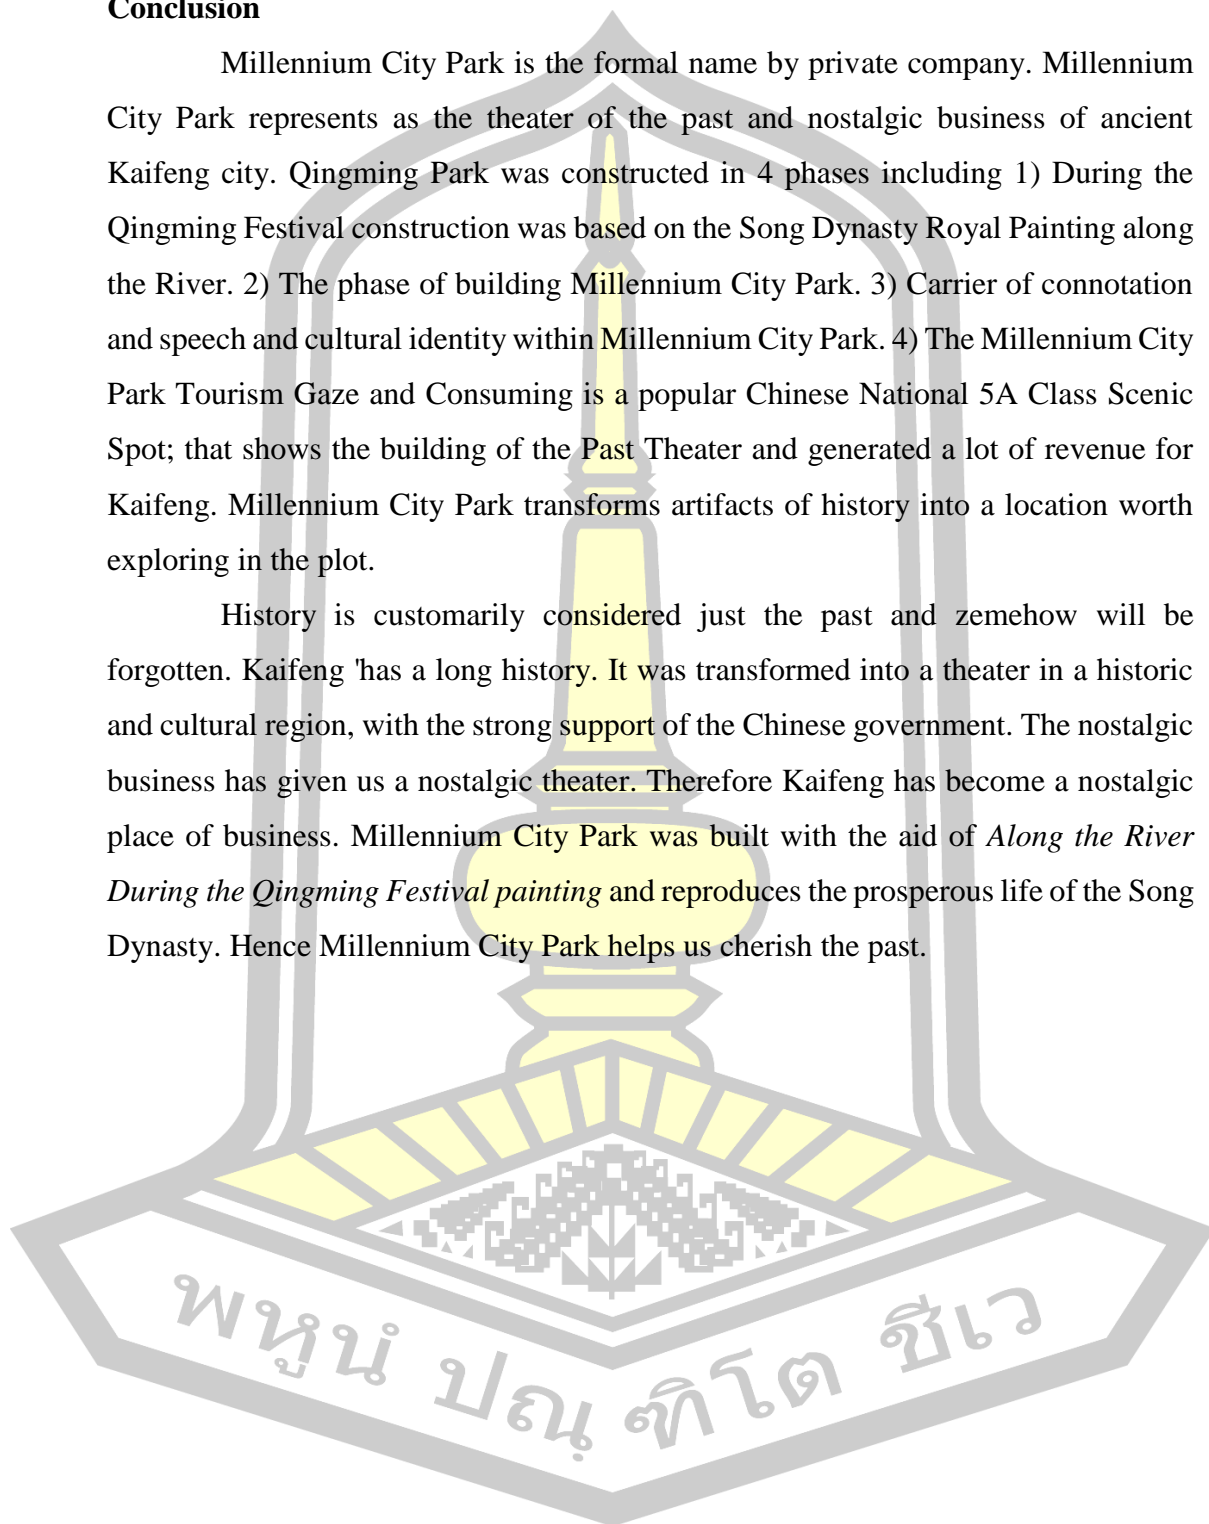 Conclusion
Millennium City Park is the formal name by private company. Millennium
City Park represents as the theater of the past and nostalgic business of ancient
Kaifeng city. Qingming Park was constructed in 4 phases including 1) During the
Qingming Festival construction was based on the Song Dynasty Royal Painting along
the River. 2) The phase of building Millennium City Park. 3) Carrier of connotation
and speech and cultural identity within Millennium City Park. 4) The Millennium City
Park Tourism Gaze and Consuming is a popular Chinese National 5A Class Scenic
Spot; that shows the building of the Past Theater and generated a lot of revenue for
Kaifeng. Millennium City Park transforms artifacts of history into a location worth
exploring in the plot.
History is customarily considered just the past and zemehow will be
forgotten. Kaifeng 'has a long history. It was transformed into a theater in a historic
and cultural region, with the strong support of the Chinese government. The nostalgic
business has given us a nostalgic theater. Therefore Kaifeng has become a nostalgic
place of business. Millennium City Park was built with the aid of Along the River
During the Qingming Festival painting and reproduces the prosperous life of the Song
Dynasty. Hence Millennium City Park helps us cherish the past.
พหูนํ ปณฺฑิโต ชีเว